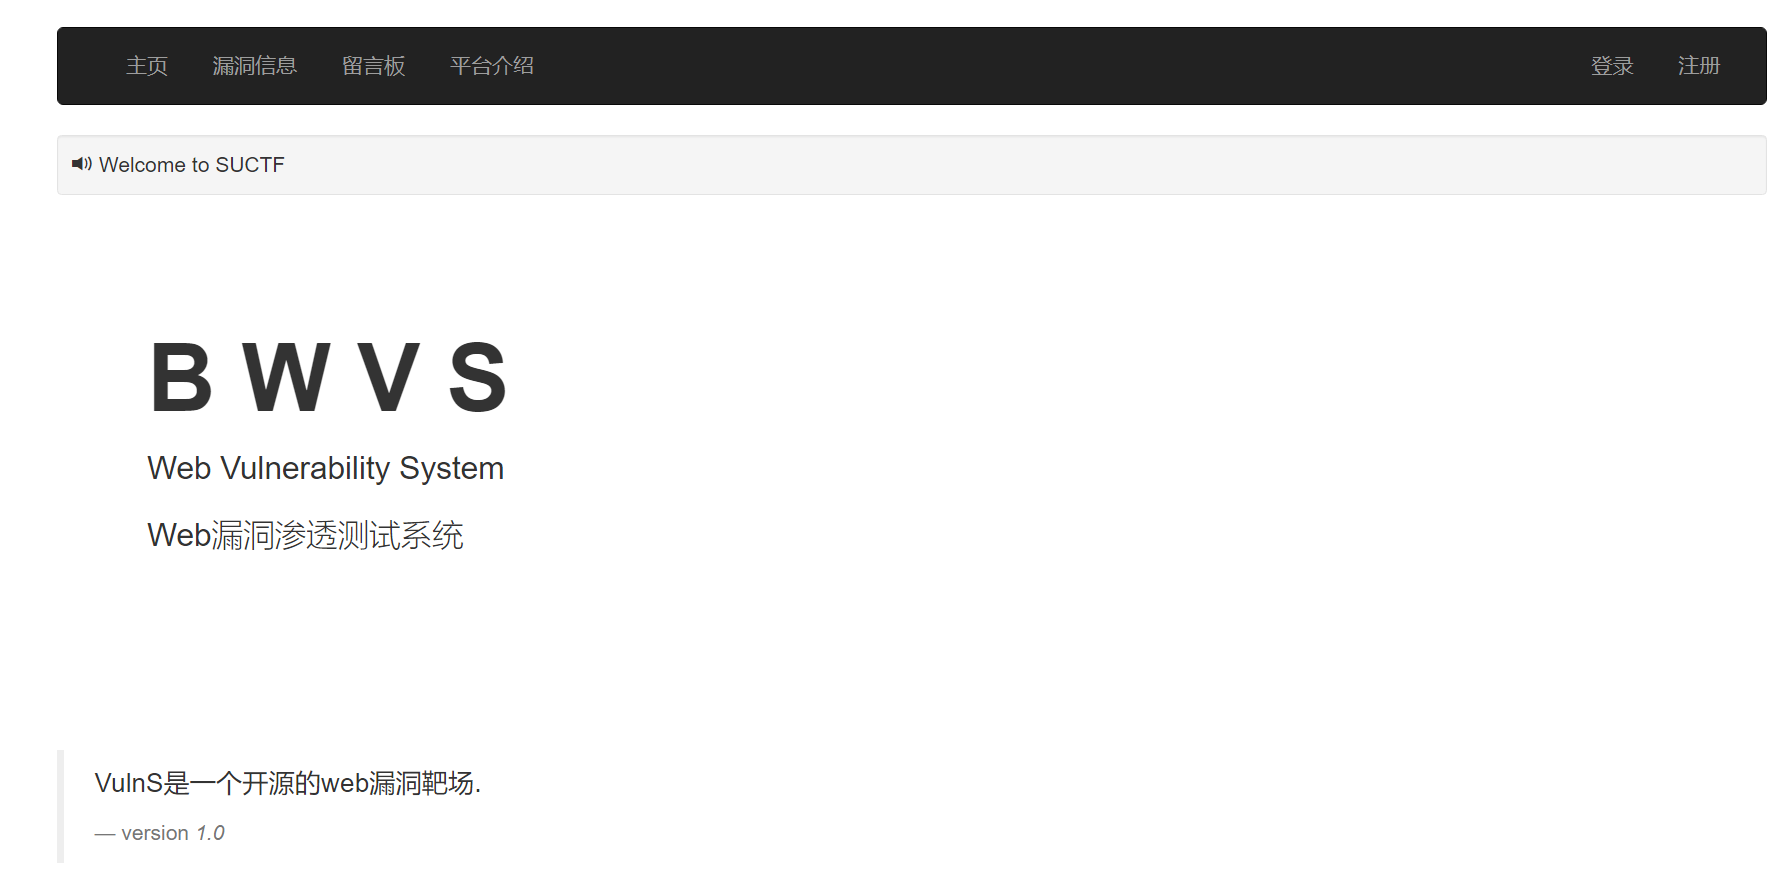 主页 漏洞信息 留言板 平台介绍 登录 注册
Welcome to SUCTF
B W V S
Web Vulnerability System
Web漏洞渗透测试系统
VulnS是一个开源的web漏洞靶场.
— version 1.0